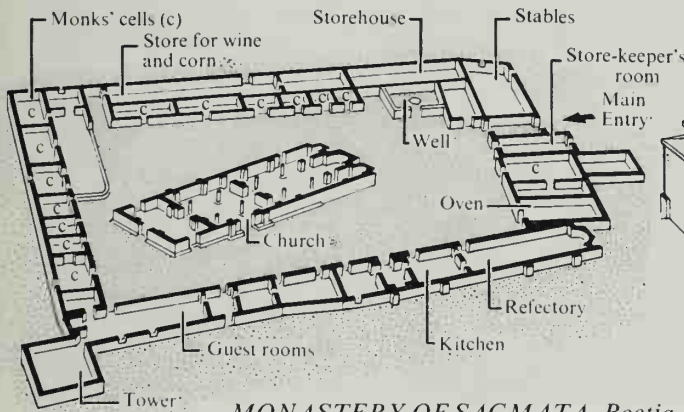 Monks' cells (c)
Store for wine
and corn
Storehouse
Stables
Store-keeper's
room
Main
Entry
Well
Oven
Church
Refectory
Kitchen
Guest rooms
Tower
c
c
c
c
c
c
c
c
c
c
c
c
c
c
MONASTERY OF SAGMATA, Beotia